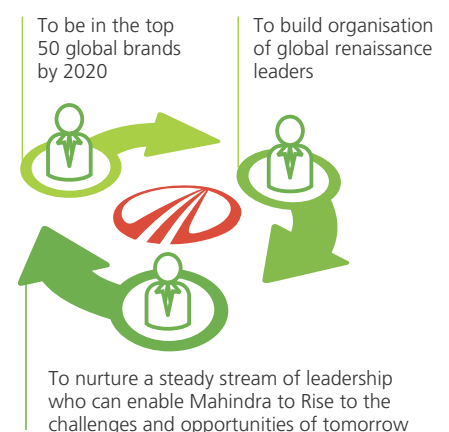 To be in the top
50 global brands
by 2020
To build organisation
of global renaissance
leaders
To nurture a steady stream of leadership
who can enable Mahindra to Rise to the
challenges and opportunities of tomorrow